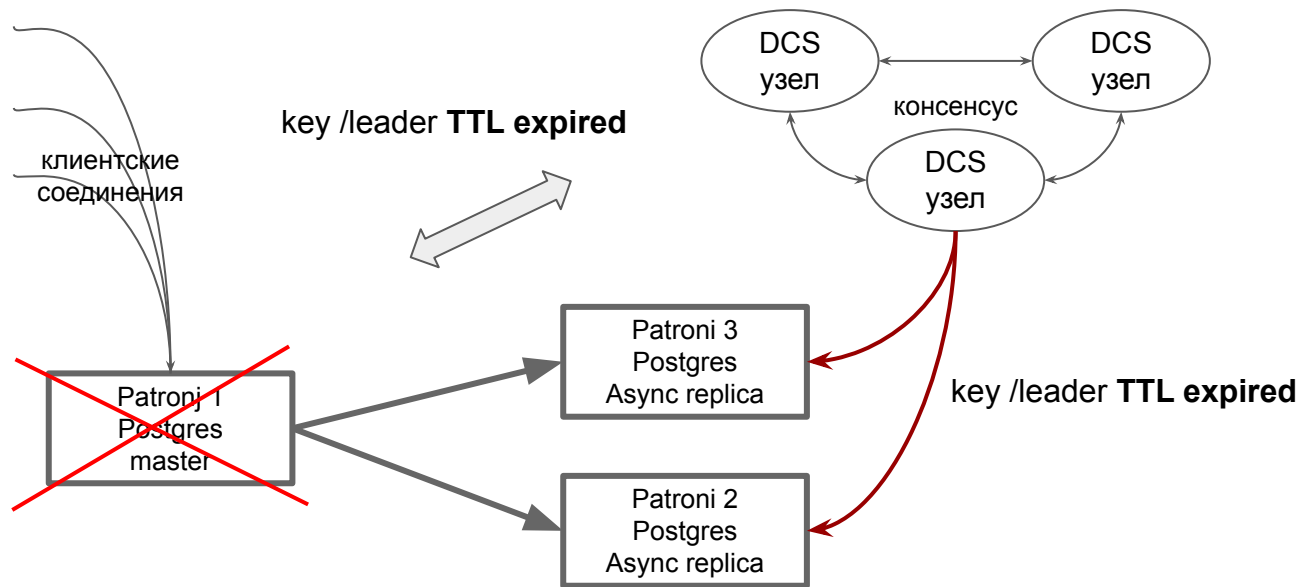 DCS
узел
DCS
узел
консенсус
DCS
узел
key /leader TTL expired
клиентские
соединения
Patroni 1
Postgres
master
Patroni 3
Postgres
Async replica
key /leader TTL expired
Patroni 2
Postgres
Async replica